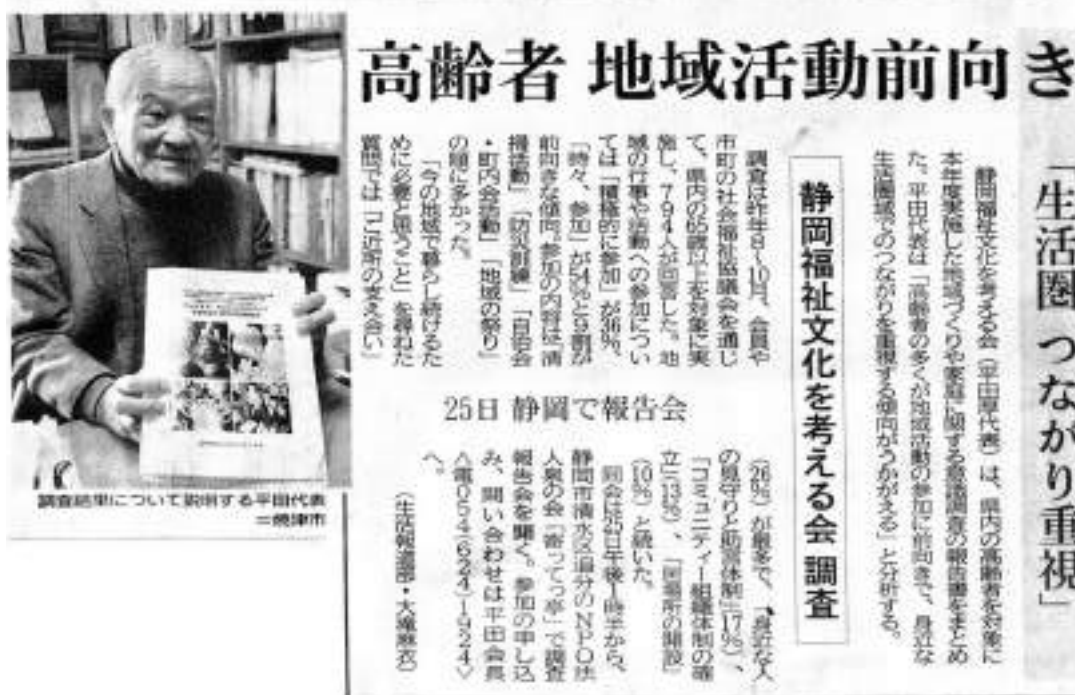 高齢者 地域活動前向き
「生活圏 つながり重視」
静岡福祉文化を考える会 調査
静岡福祉文化を考える会(平田厚代表)は、県内の高齢者を対象に
本年度実施した地域づくりや家庭に関する意識調査の報告書をまとめ
た。平田代表は「高齢者の多くが地域活動の参加に前向きで、身近な
生活圏域でのつながりを重視する傾向がうかがえる」と分析する。
調査は昨年8~10月、会員や
市町の社会福祉協議会を通じ
て、県内の65歳以上を対象に実
施し、794人が回答した。地
域の行事や活動への参加につい
ては「積極的に参加」が36%、
「時々、参加」が54%と9割が
前向きな傾向。参加の内容は「清
掃活動」「防災訓練」「自治会
・町内会活動」「地域の祭り」
の順に多かった。
「今の地域で暮らし続けるた
めに必要と思うこと」を尋ねた
質問では「ご近所の支え合い」
25日 静岡で報告会
(26%)が最多で、「身近な人
の見守りと助言体制」(17%)、
「コミュニティー組織体制の確
立」(13%)、「居場所の開設」
(10%)と続いた。
同会は25日午後1時半から、
静岡市清水区追分のNPO法
人泉の会「寄ってっ亭」で調査
報告会を開く。参加の申し込
み、問い合わせは平田会長
<電054(624)1924>
へ。
(生活報道部・大滝麻衣)
調査結果について説明する平田代表
=焼津市